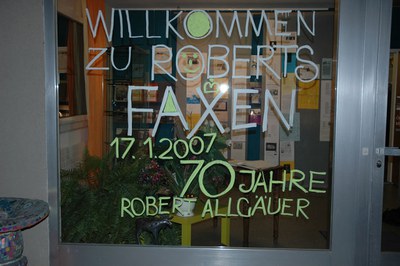 WILLKOMMEN
ZU ROBERTS
FAXEN
17.1.2007
70 JAHRE
ROBERT ALLGÄUER